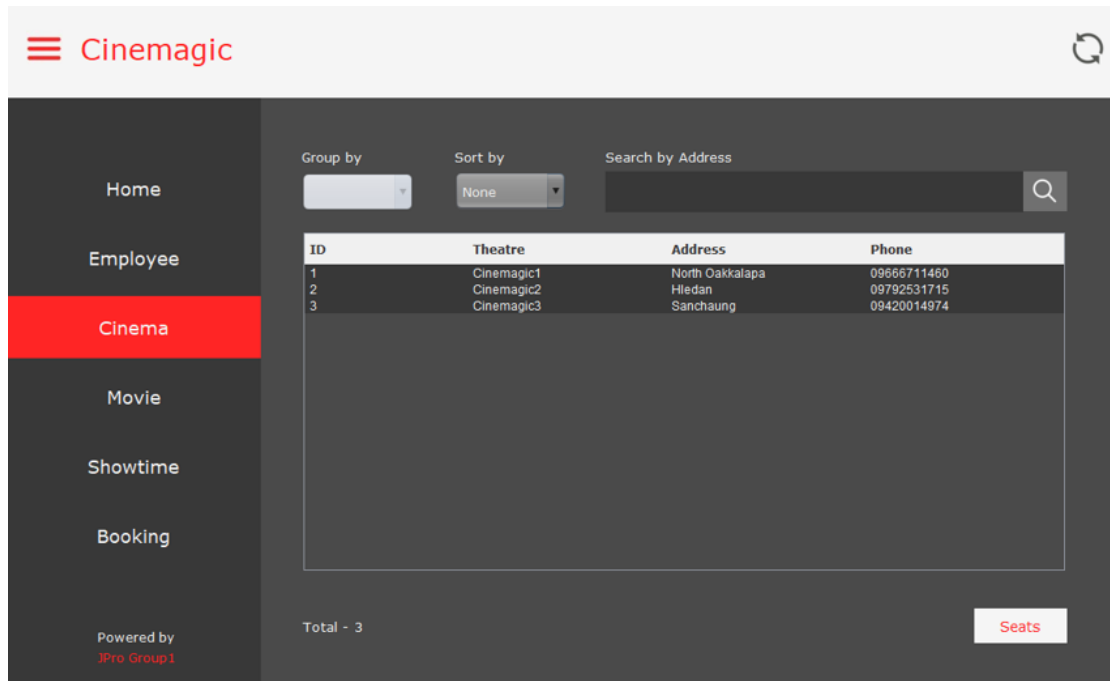 Cinemagic
Home
Employee
Cinema
Movie
Showtime
Booking
Powered by
JPro Group1
Group by Sort by Search by Address
None
ID Theatre Address Phone
1 Cinemagic1 North Oakkalapa 09666711460
2 Cinemagic2 Hledan 09792531715
3 Cinemagic3 Sanchaung 09420014974
Total - 3
Seats